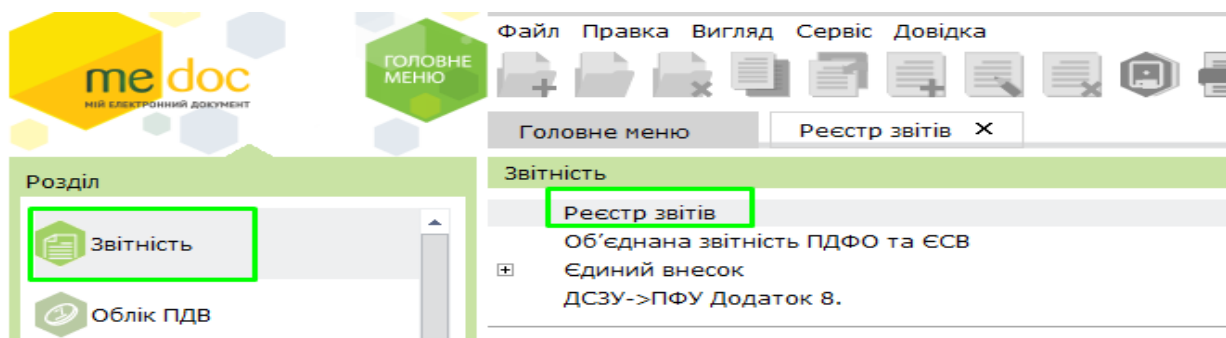 me doc
МІЙ ЕЛЕКТРОННИЙ ДОКУМЕНТ
ГОЛОВНЕ
МЕНЮ
Файл Правка Вигляд Сервіс Довідка
Головне меню
Реєстр звітів X
Розділ
Звітність
Облік ПДВ
Звітність
Реєстр звітів
Об’єднана звітність ПДФО та ЄСВ
Єдиний внесок
ДСЗУ->ПФУ Додаток 8.